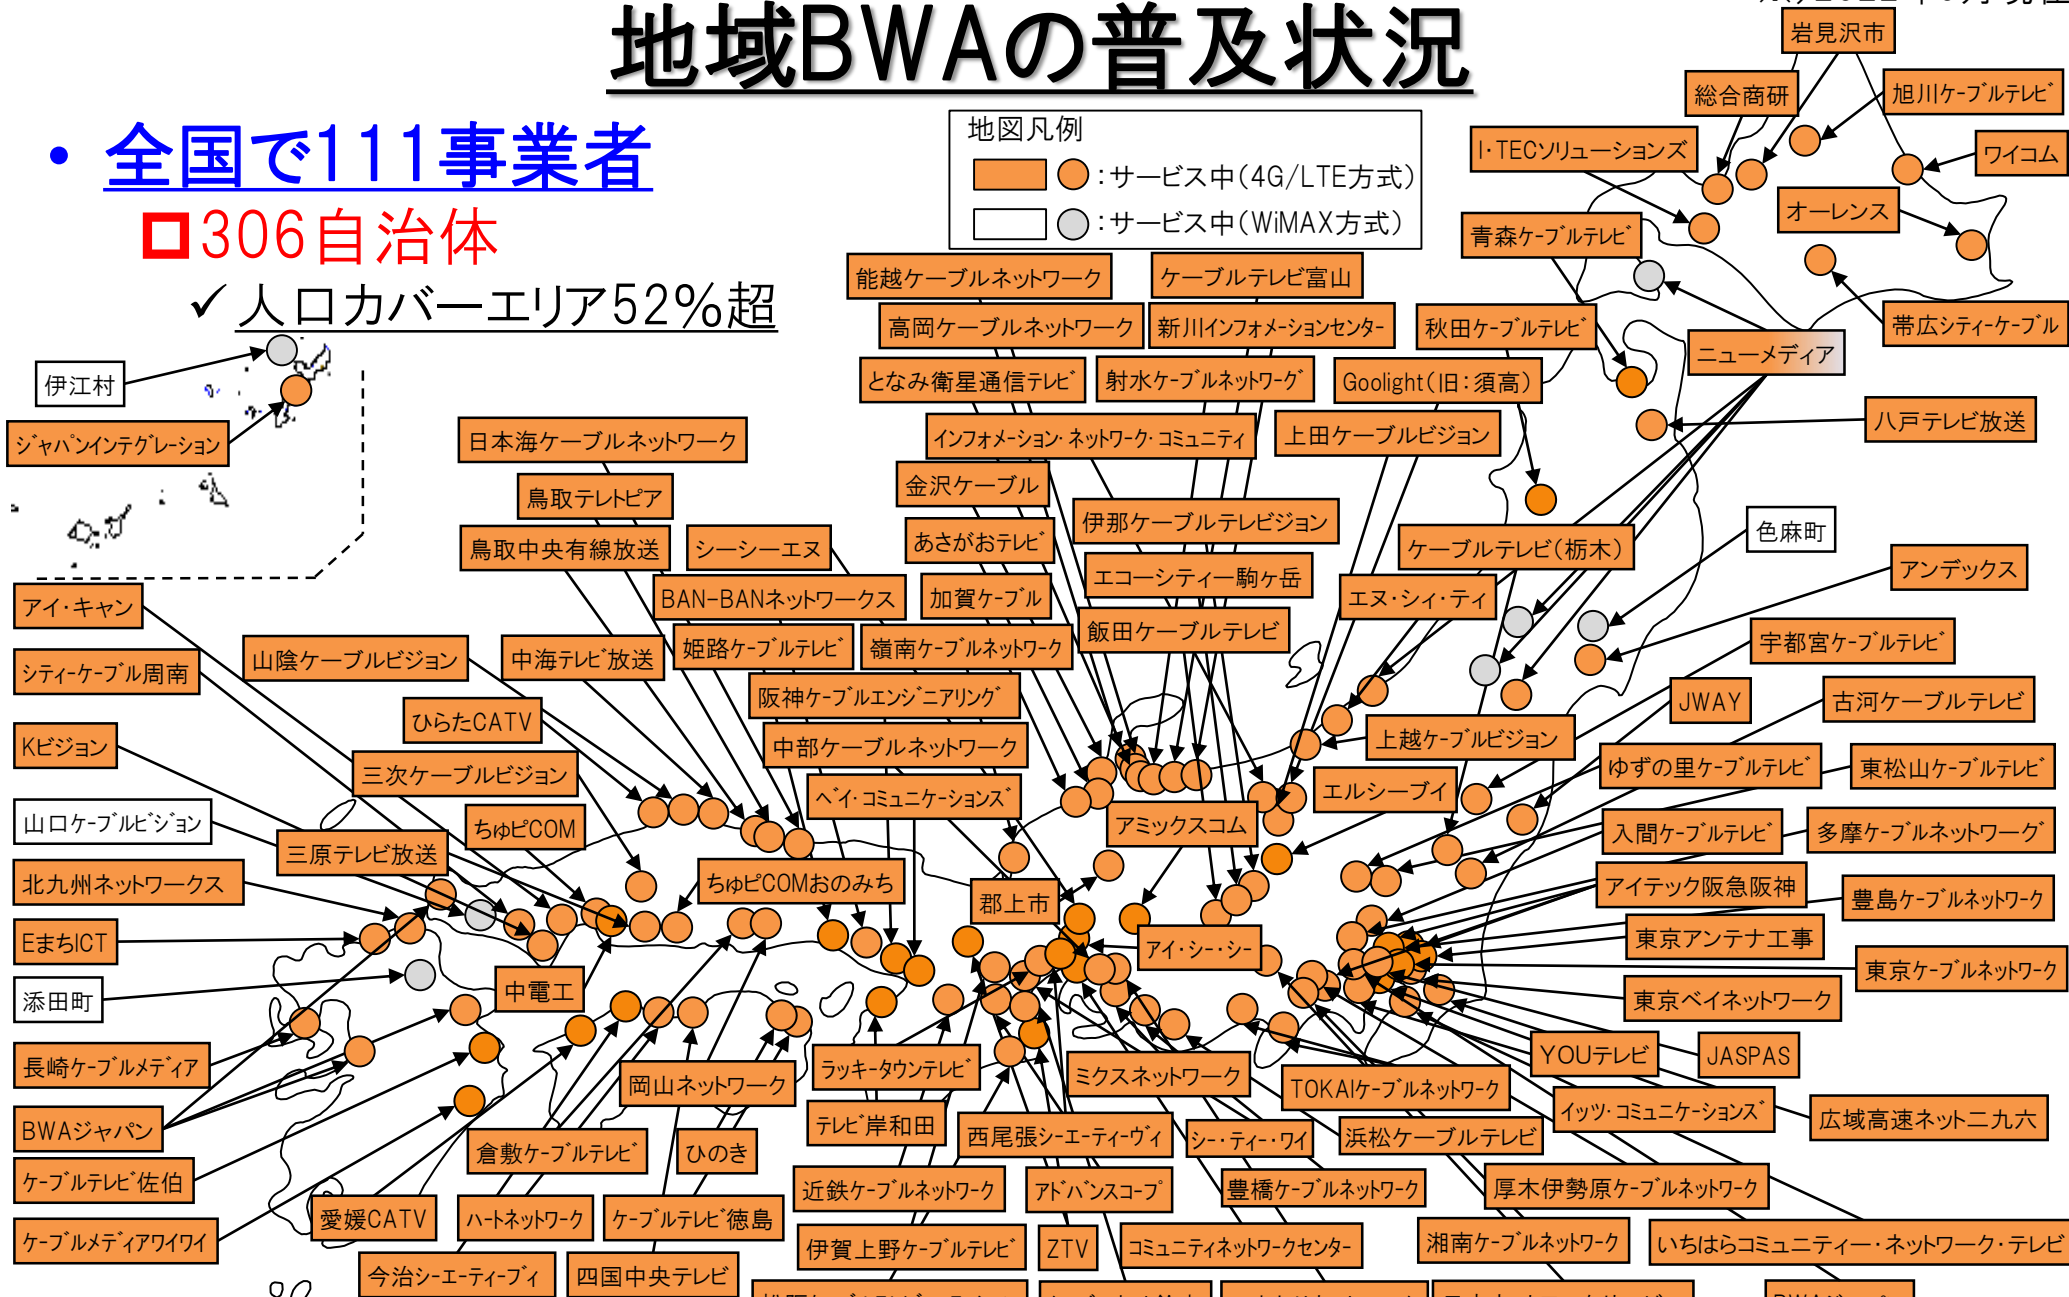 地域BWAの普及状況
・全国で111事業者
306自治体
✓人口カバーエリア52%超
地図凡例
：サービス中（4G/LTE方式）
：サービス中（WiMAX方式）
岩見沢市
総合商研
旭川ケーブルテレビ
I・TECソリューションズ
ワイコム
オーレンス
青森ケーブルテレビ
能越ケーブルネットワーク
ケーブルテレビ富山
高岡ケーブルネットワーク
新川インフォメーションセンター
秋田ケーブルテレビ
帯広シティーケーブル
ニューメディア
伊江村
となみ衛星通信テレビ
射水ケーブルネットワーグ
Goolight（旧：須高）
八戸テレビ放送
ジャパンインテグレーション
日本海ケーブルネットワーク
インフォメーション・ネットワーク・コミュニティ
上田ケーブルビジョン
鳥取テレトピア
金沢ケーブル
伊那ケーブルテレビジョン
色麻町
鳥取中央有線放送
シーシーエヌ
あさがおテレビ
ケーブルテレビ（栃木）
アンデックス
アイ・キャン
BAN-BANネットワークス
加賀ケーブル
エコーシティー駒ヶ岳
エヌ・シィ・ティ
シティーケーブル周南
山陰ケーブルビジョン
中海テレビ放送
姫路ケーブルテレビ
嶺南ケーブルネットワーク
飯田ケーブルテレビ
宇都宮ケーブルテレビ
ひらたCATV
阪神ケーブルエンジニアリング
JWAY
古河ケーブルテレビ
Kビジョン
三次ケーブルビジョン
中部ケーブルネットワーク
上越ケーブルビジョン
ゆずの里ケーブルテレビ
東松山ケーブルテレビ
山口ケーブルビジョン
三原テレビ放送
ちゅピCOM
ベイ・コミュニケーションズ
アミックスコム
エルシーブイ
入間ケーブルテレビ
多摩ケーブルネットワーグ
北九州ネットワークス
ちゅピCOMおのみち
郡上市
アイテック阪急阪神
豊島ケーブルネットワーク
EまちICT
アイ・シー・シー
東京アンテナ工事
添田町
中電工
東京ケーブルネットワーク
東京ベイネットワーク
長崎ケーブルメディア
岡山ネットワーク
ラッキータウンテレビ
ミクスネットワーク
TOKAIケーブルネットワーク
YOUテレビ
JASPAS
BWAジャパン
倉敷ケーブルテレビ
ひのき
テレビ岸和田
西尾張シーエーティーヴィ
シー・ティー・ワイ
浜松ケーブルテレビ
イッツ・コミュニケーションズ
広域高速ネット二九六
ケーブルテレビ佐伯
愛媛CATV
ハートネットワーク
ケーブルテレビ徳島
近鉄ケーブルネットワーク
アドバンスコープ
豊橋ケーブルネットワーク
厚木伊勢原ケーブルネットワーク
ケーブルメディアワイワイ
伊賀上野ケーブルテレビ
ZTV
コミュニティネットワークセンター
湘南ケーブルネットワーク
いちはらコミュニティー・ネットワーク・テレビ
今治シーエーティーブィ
四国中央テレビ